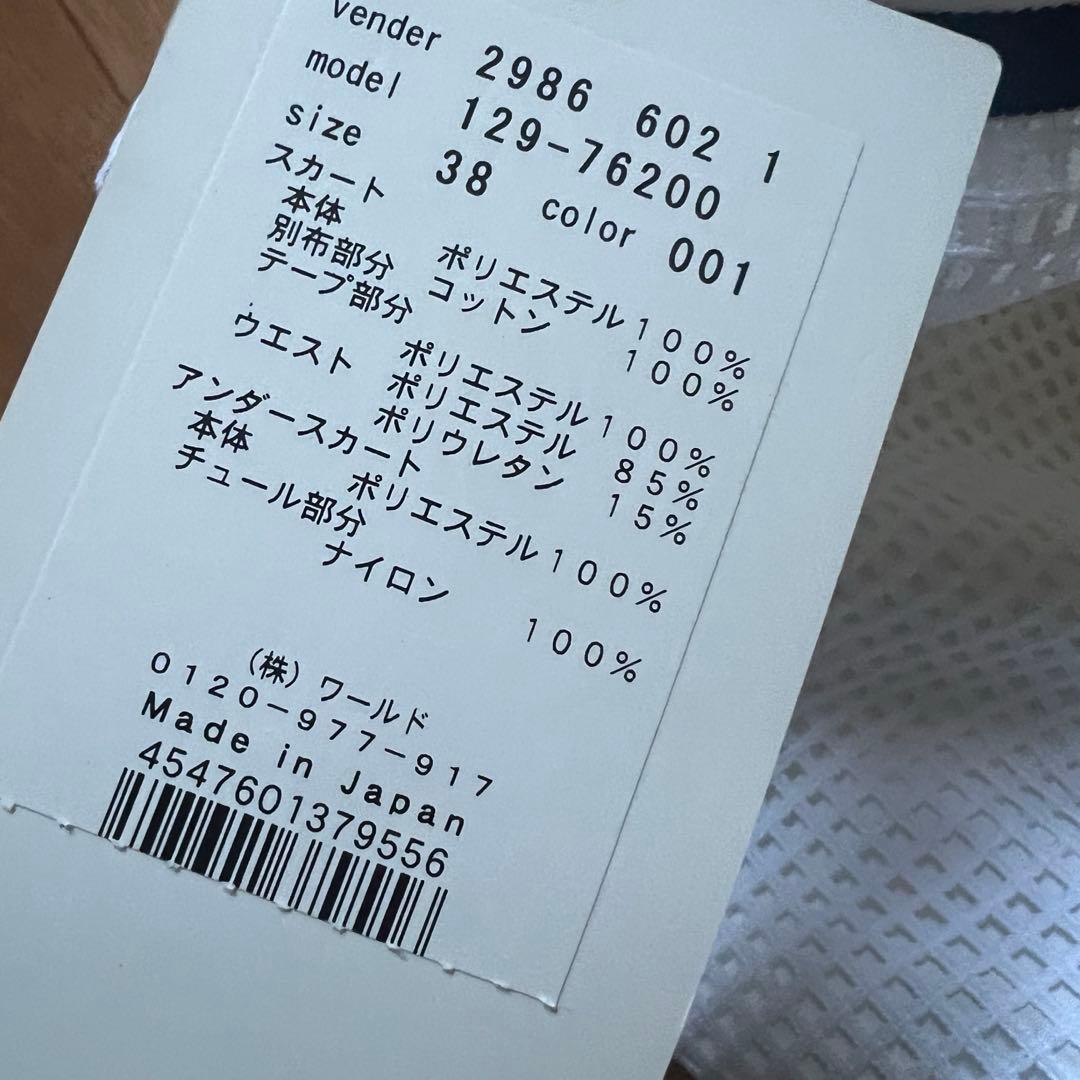 vender 2986 602 1
model 129-76200
size 38 color 001
スカート
本体 ポリエステル100%
別布部分 コットン 100%
テープ部分
ポリエステル100%
ウエスト ポリエステル 85%
ポリウレタン 15%
アンダースカート
本体 ポリエステル100%
チュール部分
ナイロン 100%
(株)ワールド
0120-977-917
Made in Japan
4547601379556